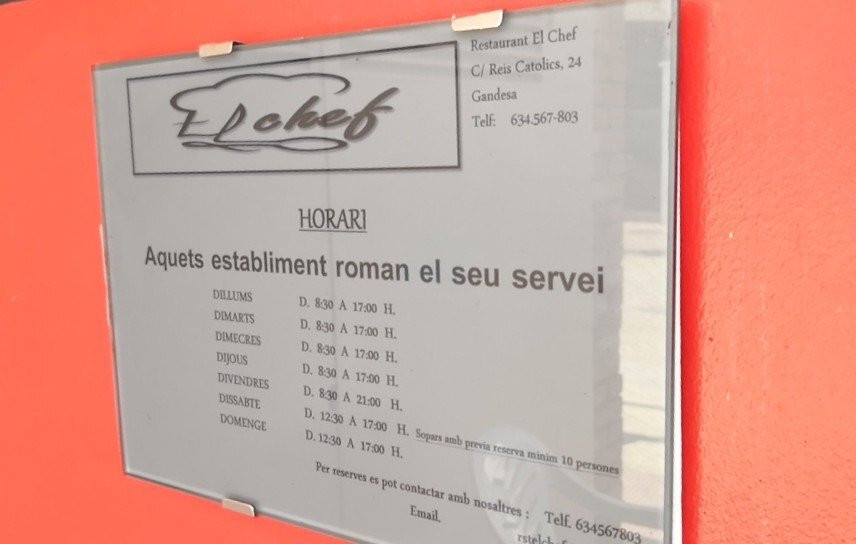 El chef
Restaurant El Chef
C/ Reis Catolics, 24
Gandesa
Telf: 634.567-803
HORARI
Aquets establiment roman el seu servei
DILLUMS D. 8:30 A 17:00 H.
DIMARTS D. 8:30 A 17:00 H.
DIMECRES D. 8:30 A 17:00 H.
DIJOUS D. 8:30 A 17:00 H.
DIVENDRES D. 8:30 A 21:00 H.
DISSABTE D. 12:30 A 17:00 H. Sopars amb previa reserva minim 10 persones
DOMENGE D.12:30 A 17:00 H.
Per reserves es pot contactar amb nosaltres : Telf. 634567803
Email.